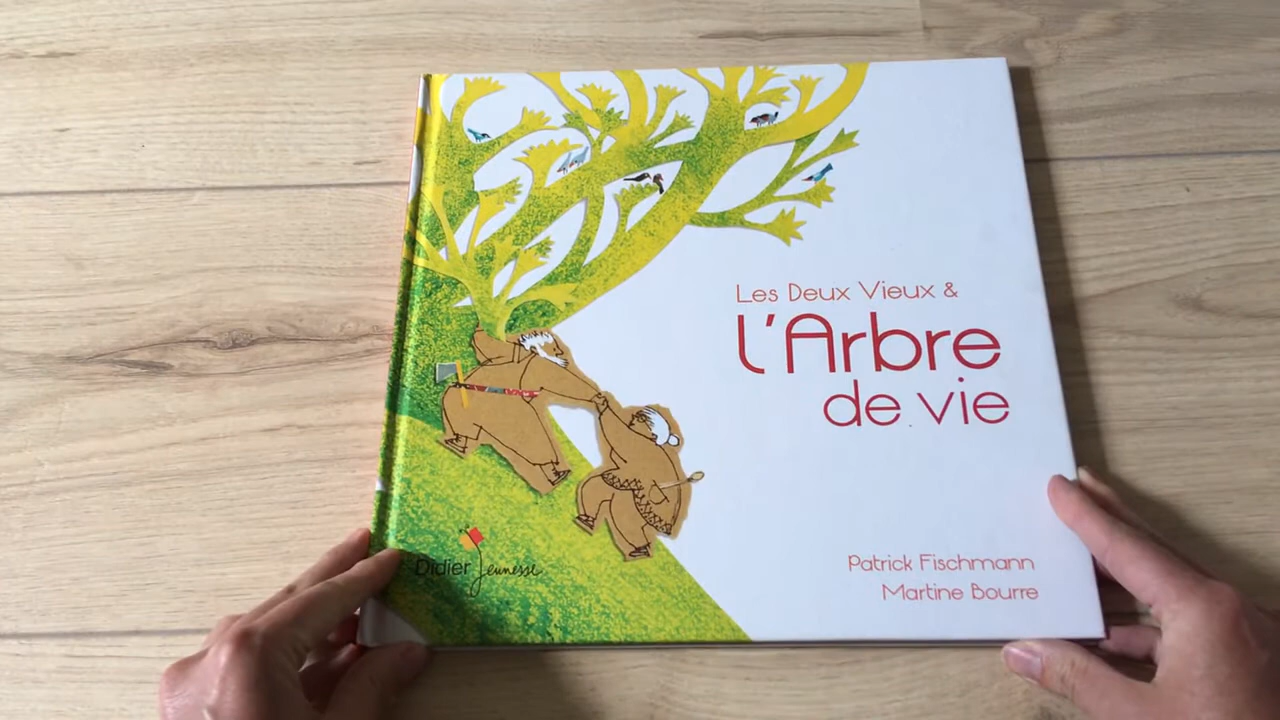 Les Deux Vieux &
l'Arbre
de vie
Patrick Fischmann
Martine Bourre
Didier Jeunesse